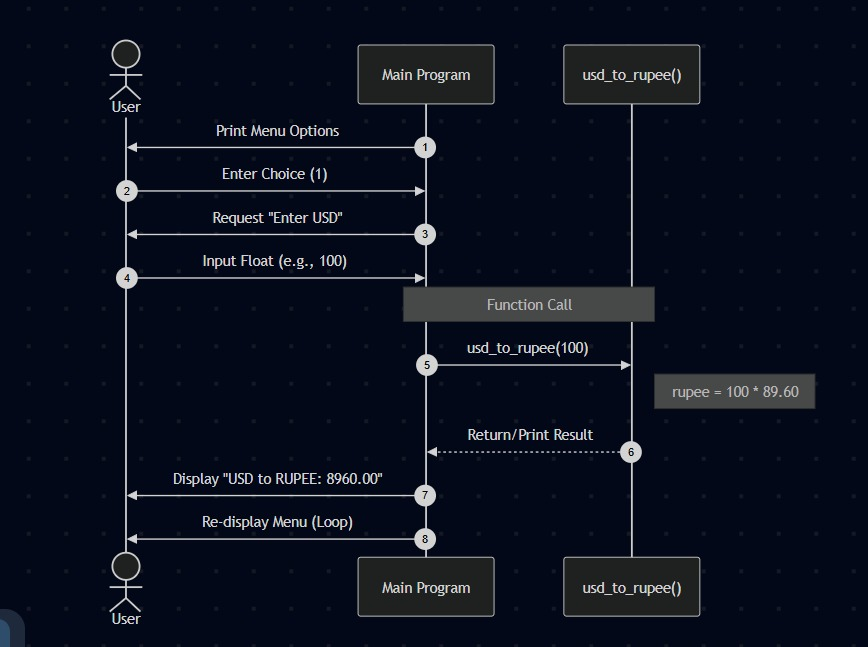 Main Program
usd_to_rupee()
User
Print Menu Options
1
Enter Choice (1)
2
Request "Enter USD"
3
Input Float (e.g., 100)
4
Function Call
usd_to_rupee(100)
5
rupee = 100 * 89.60
Return/Print Result
6
Display "USD to RUPEE: 8960.00"
7
Re-display Menu (Loop)
8
Main Program
usd_to_rupee()
User